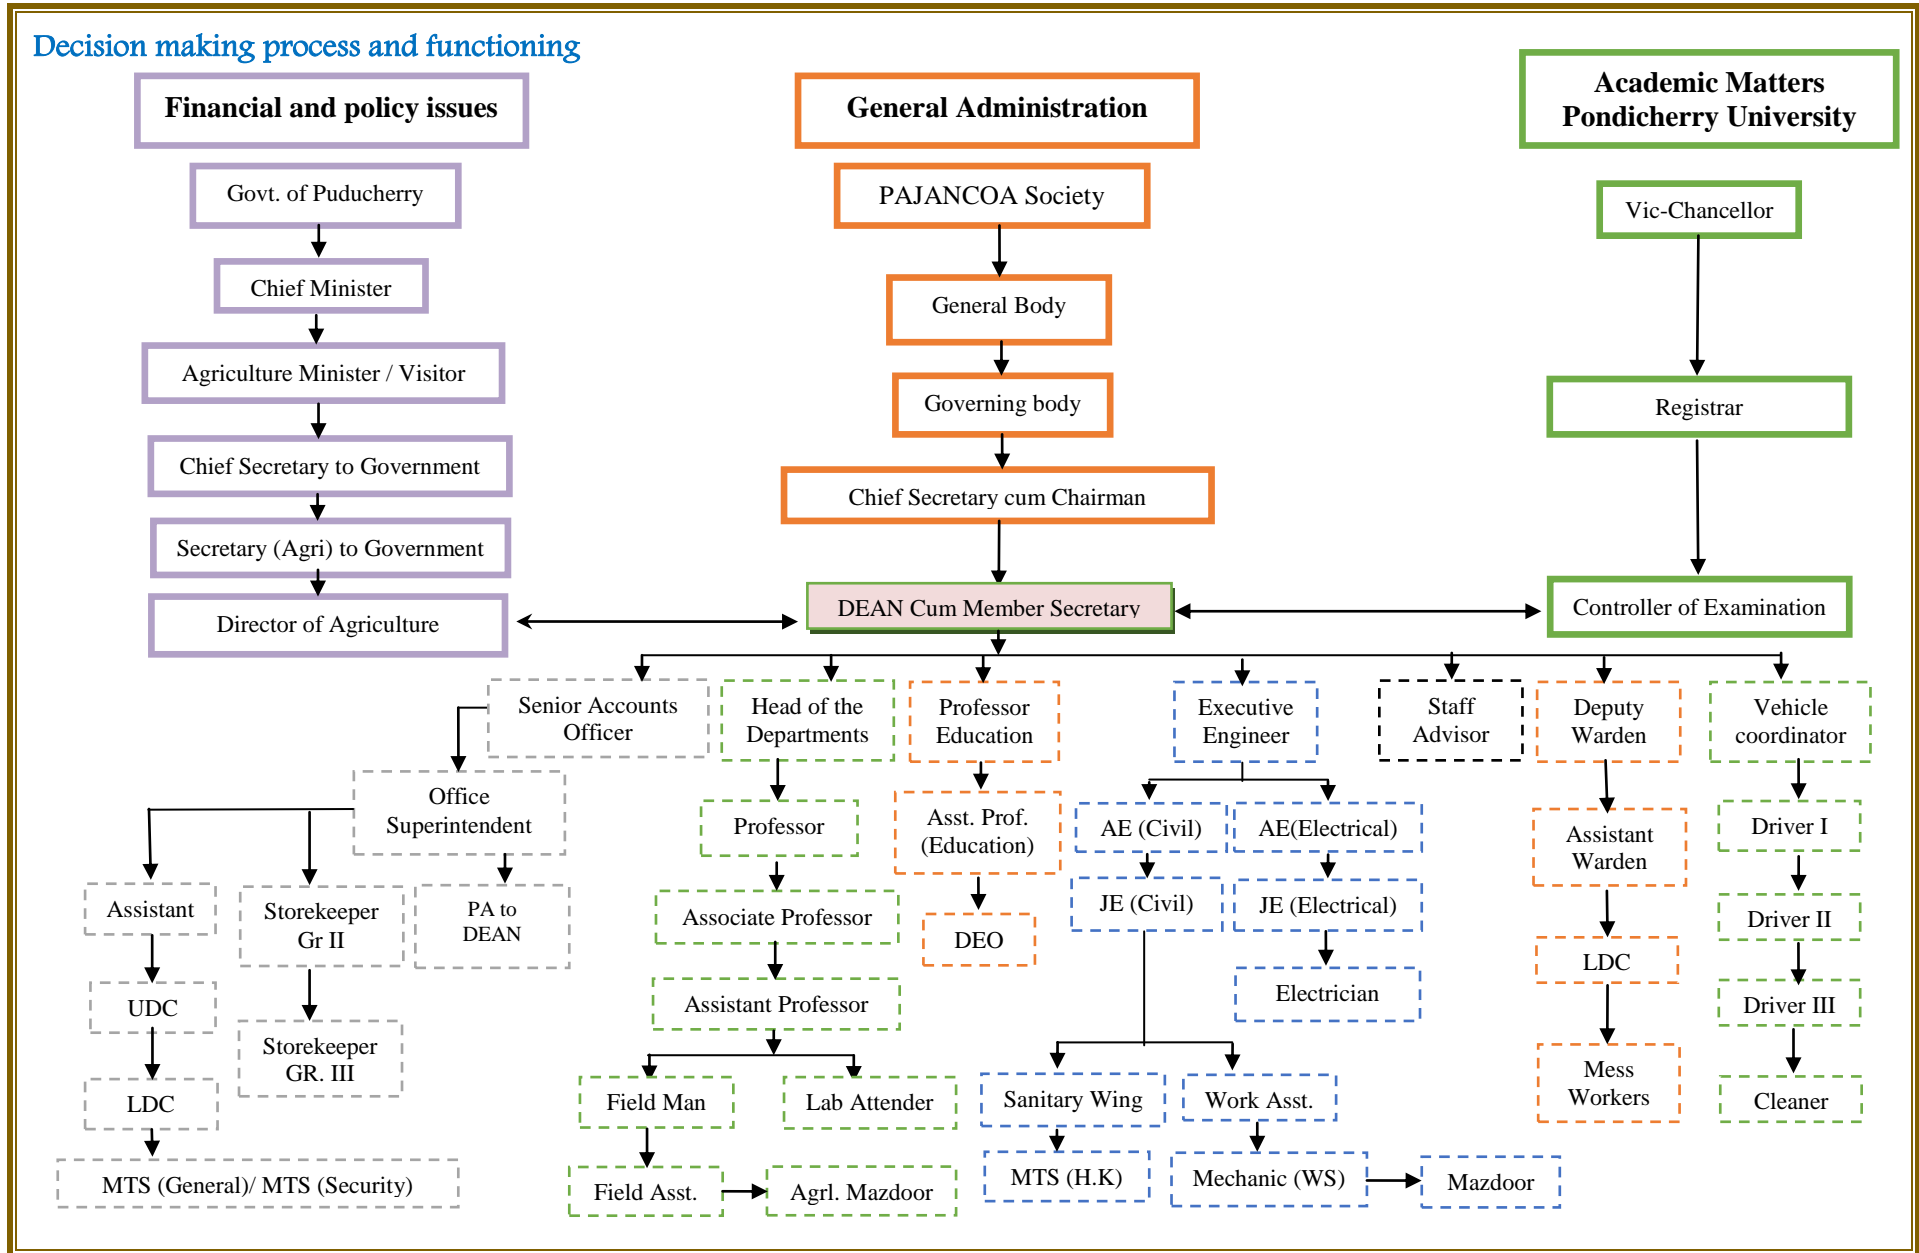 Decision making process and functioning
Financial and policy issues
General Administration
Academic Matters
Pondicherry University
Govt. of Puducherry
PAJANCOA Society
Vic-Chancellor
Chief Minister
General Body
Agriculture Minister / Visitor
Governing body
Registrar
Chief Secretary to Government
Chief Secretary cum Chairman
Secretary (Agri) to Government
Director of Agriculture
DEAN Cum Member Secretary
Controller of Examination
Senior Accounts
Officer
Head of the
Departments
Professor
Education
Executive
Engineer
Staff
Advisor
Deputy
Warden
Vehicle
coordinator
Office
Superintendent
Professor
Asst. Prof.
(Education)
AE (Civil)
AE(Electrical)
Assistant
Warden
Driver I
Assistant
Storekeeper
Gr II
PA to
DEAN
Associate Professor
DEO
JE (Civil)
JE (Electrical)
LDC
Driver II
UDC
Storekeeper
GR. III
Assistant Professor
Electrician
Driver III
LDC
Field Man
Lab Attender
Sanitary Wing
Work Asst.
Mess
Workers
Cleaner
MTS (General)/ MTS (Security)
Field Asst.
Agrl. Mazdoor
MTS (H.K)
Mechanic (WS)
Mazdoor